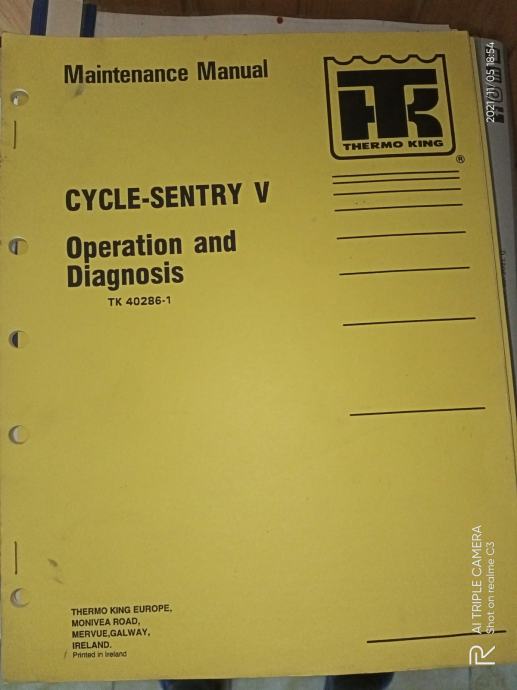 Maintenance Manual
TK
THERMO KING
®
CYCLE-SENTRY V
Operation and
Diagnosis
TK 40286-1
THERMO KING EUROPE,
MONIVEA ROAD,
MERVUE,GALWAY,
IRELAND.
Printed in Ireland
2021/11/05 18:54
AI TRIPLE CAMERA
Shot on realme C3